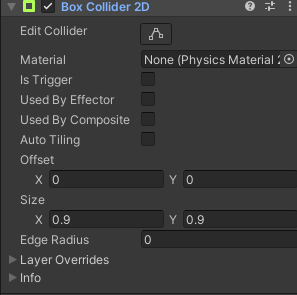 Box Collider 2D
Edit Collider
Material None (Physics Material 2
Is Trigger
Used By Effector
Used By Composite
Auto Tiling
Offset
X 0 Y 0
Size
X 0.9 Y 0.9
Edge Radius 0
Layer Overrides
Info